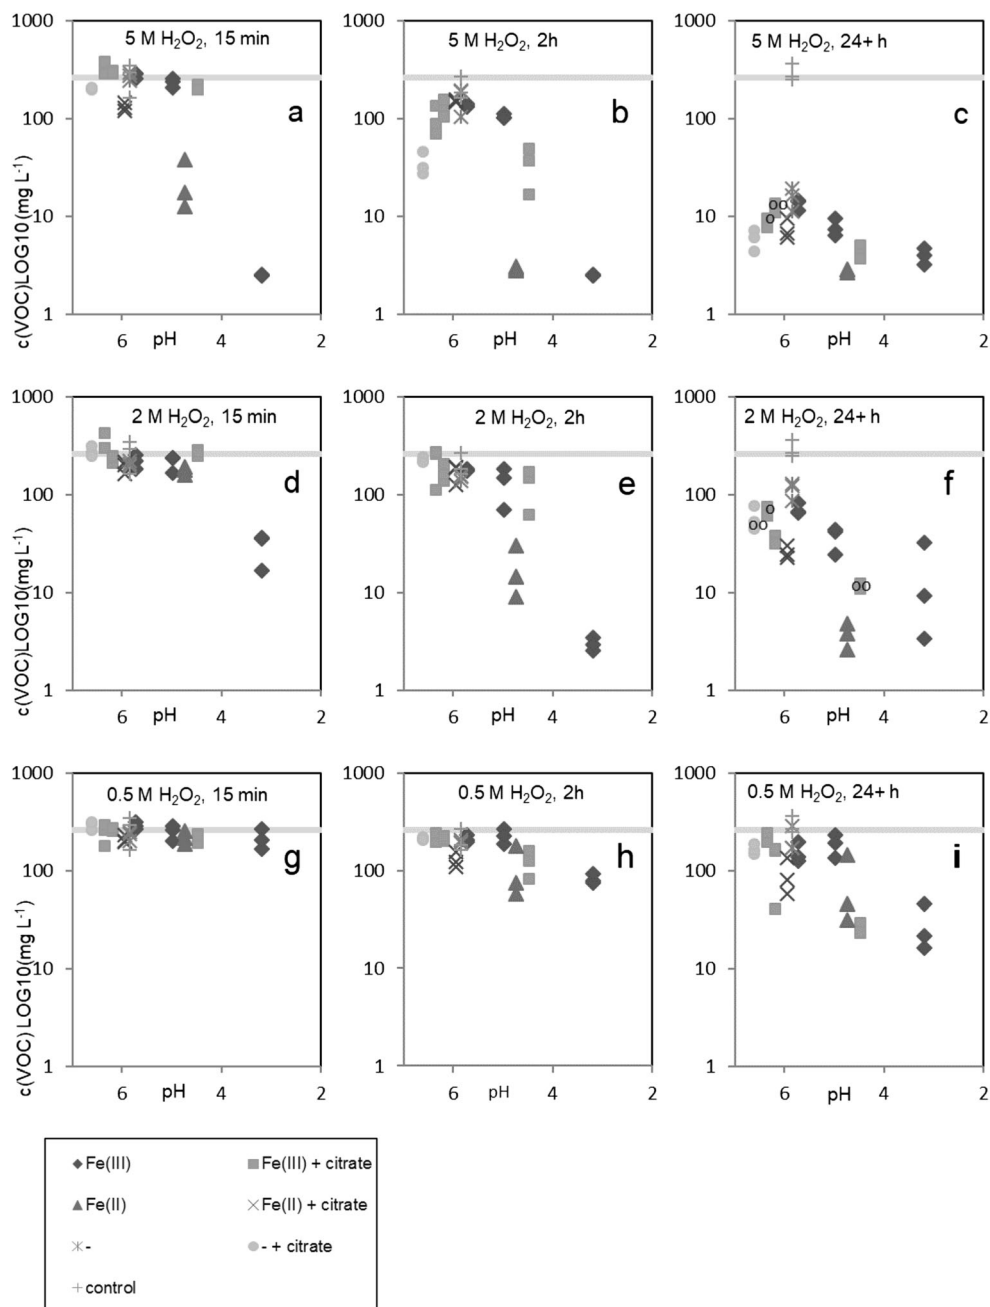 5 M H₂O₂, 15 min
a
c(VOC)LOG10(mg L⁻¹)
1000
100
10
1
6
pH
4
2
5 M H₂O₂, 2h
b
1000
100
10
1
6
pH
4
2
5 M H₂O₂, 24+ h
c
oo
o
1000
100
10
1
6
pH
4
2
2 M H₂O₂, 15 min
d
c(VOC)LOG10(mg L⁻¹)
1000
100
10
1
6
pH
4
2
2 M H₂O₂, 2h
e
1000
100
10
1
6
pH
4
2
2 M H₂O₂, 24+ h
f
o
oo
oo
1000
100
10
1
6
pH
4
2
0.5 M H₂O₂, 15 min
g
c(VOC) LOG10(mg L⁻¹)
1000
100
10
1
6
pH
4
2
0.5 M H₂O₂, 2h
h
1000
100
10
1
6
pH
4
2
0.5 M H₂O₂, 24+ h
i
1000
100
10
1
6
pH
4
2
Fe(III)
Fe(III) + citrate
Fe(II)
Fe(II) + citrate
-
- + citrate
control